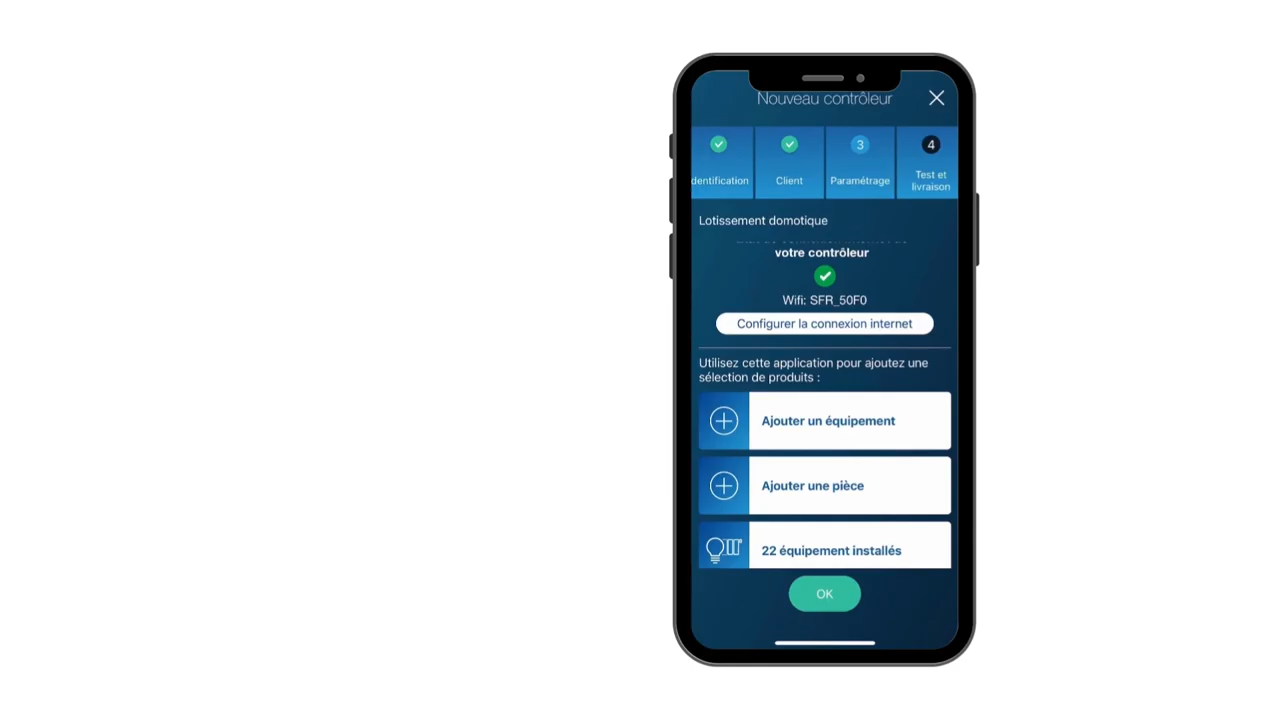 Nouveau contrôleur
3
4
dentification
Client
Paramétrage
Test et
livraison
Lotissement domotique
votre contrôleur
Wifi: SFR_50F0
Configurer la connexion internet
Utilisez cette application pour ajoutez une
sélection de produits :
Ajouter un équipement
Ajouter une pièce
22 équipement installés
OK